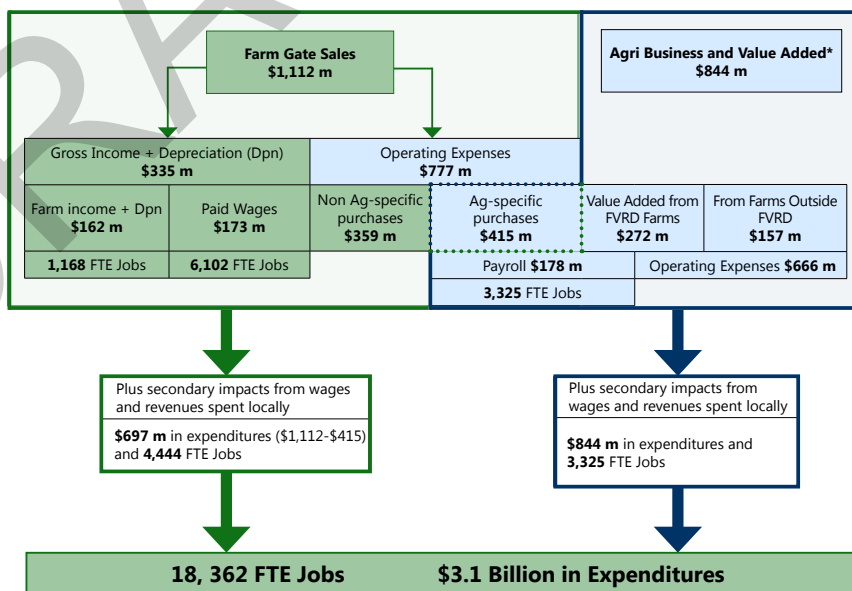 Farm Gate Sales
$1,112 m
Agri Business and Value Added*
$844 m
Gross Income + Depreciation (Dpn)
$335 m
Operating Expenses
$777 m
Farm income + Dpn
$162 m
Paid Wages
$173 m
Non Ag-specific
purchases
$359 m
Ag-specific
purchases
$415 m
Value Added from
FVRD Farms
$272 m
From Farms Outside
FVRD
$157 m
1,168 FTE Jobs
6,102 FTE Jobs
Payroll $178 m
Operating Expenses $666 m
3,325 FTE Jobs
Plus secondary impacts from wages
and revenues spent locally
$697 m in expenditures ($1,112-$415)
and 4,444 FTE Jobs
Plus secondary impacts from
wages and revenues spent locally
$844 m in expenditures and
3,325 FTE Jobs
18, 362 FTE Jobs
$3.1 Billion in Expenditures